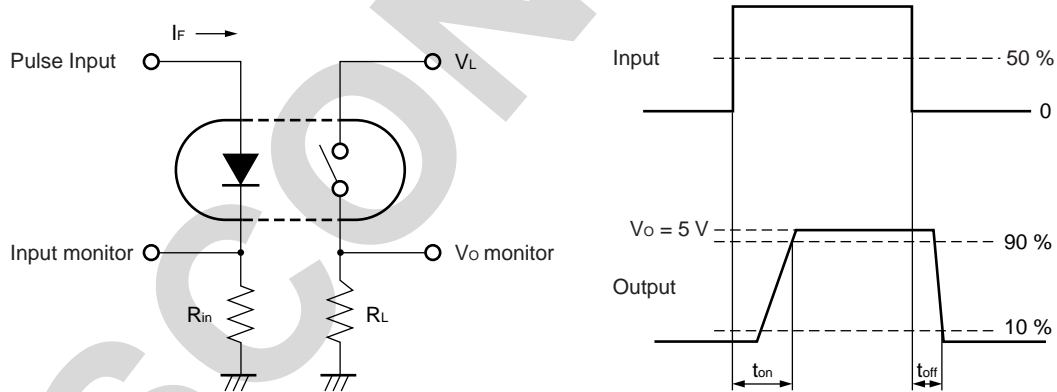 IF
Pulse Input
VL
Input monitor
VO monitor
Rin
RL
Input
50 %
0
VO = 5 V
90 %
Output
10 %
ton
toff